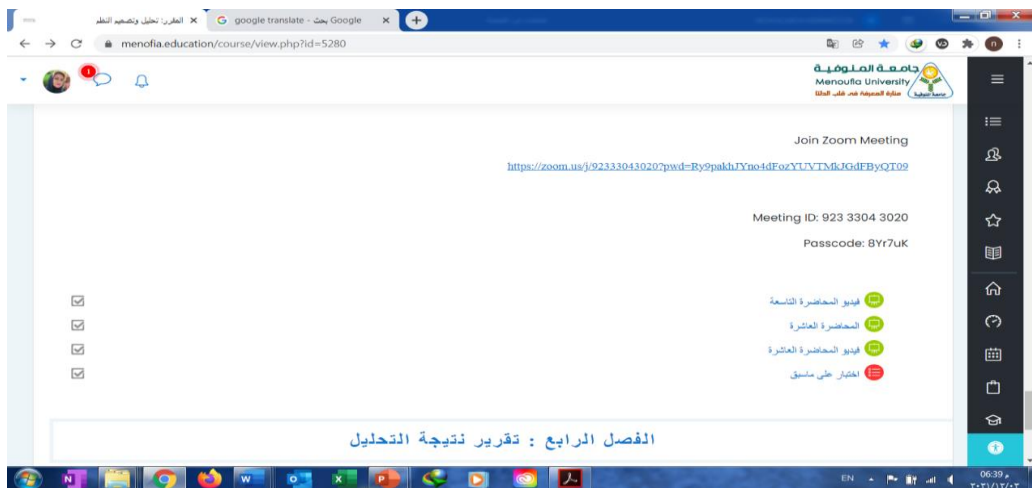 المقرر: تحليل وتصميم النظم
google translate - بحث Google
menofia.education/course/view.php?id=5280
جامعة المنوفية
Menoufia University
منارة المعرفة فى قلب الدلتا
1
n
Join Zoom Meeting
https://zoom.us/j/92333043020?pwd=Ry9pakhJYno4dFozYUVTMkJGdFByQT09
Meeting ID: 923 3304 3020
Passcode: 8Yr7uK
فيديو المحاضرة التاسعة
المحاضرة العاشرة
فيديو المحاضرة العاشرة
اختبار على ماسبق
الفصل الرابع : تقرير نتيجة التحليل
EN
06:39 م